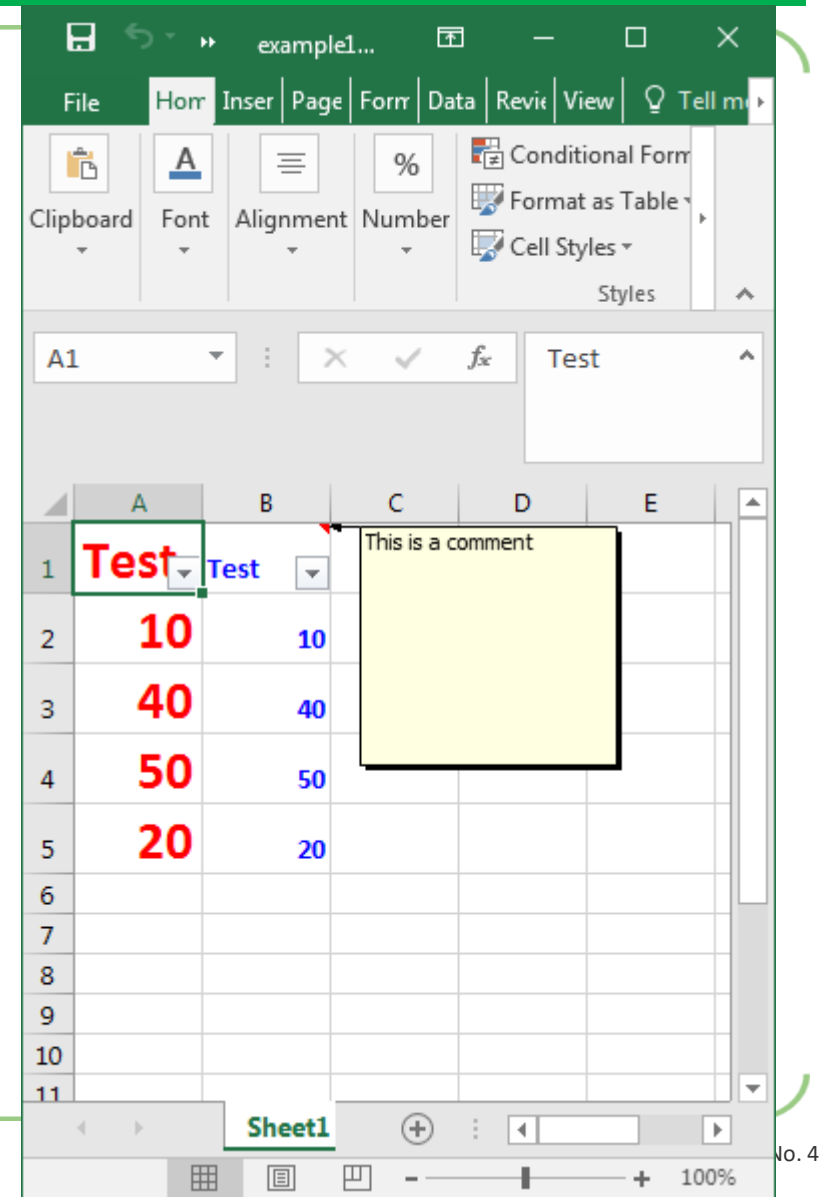 example1...
File Hom Inser Page Form Data Revie View Tell me
A % Conditional Form
Format as Table
Clipboard Font Alignment Number
Cell Styles
Styles
A1 fx Test
A B C D E
This is a comment
1 Test Test
2 10 10
3 40 40
4 50 50
5 20 20
6
7
8
9
10
11
Sheet1
No. 4
100%